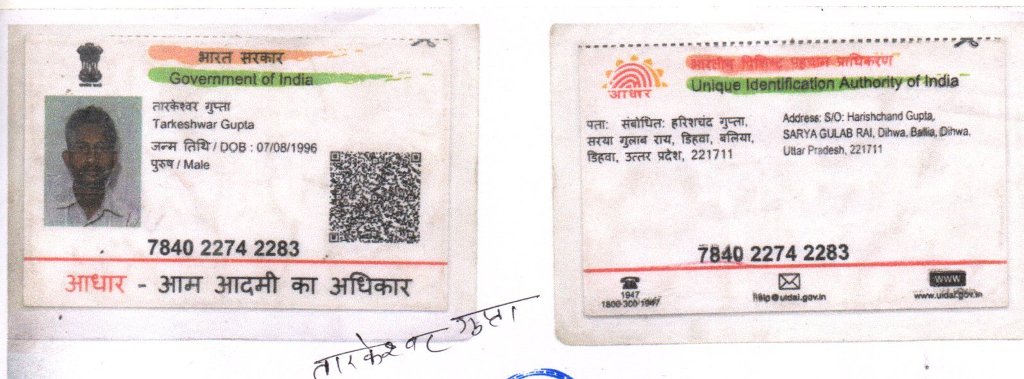 भारत सरकार
Government of India
तारकेश्वर गुप्ता
Tarkeshwar Gupta
जन्म तिथि / DOB : 07/08/1996
पुरुष / Male
7840 2274 2283
आधार - आम आदमी का अधिकार
भारतीय विशिष्ट पहचान प्राधिकरण
Unique Identification Authority of India
आधार
पता: संबोधित: हरिशचंद गुप्ता,
सरया गुलाब राय, डिहवा, बलिया,
डिहवा, उत्तर प्रदेश, 221711
Address: S/O: Harishchand Gupta,
SARYA GULAB RAI, Dihwa, Ballia, Dihwa,
Uttar Pradesh, 221711
7840 2274 2283
1947
1800-300-1947
help@uidai.gov.in
www
www.uidai.gov.in
तारकेश्वर गुप्ता